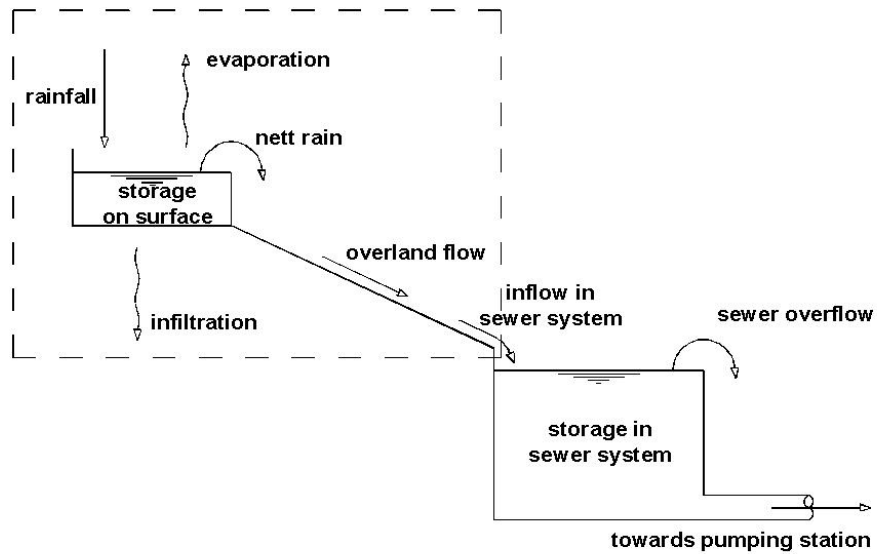 evaporation
rainfall
nett rain
storage
on surface
overland flow
infiltration
inflow in
sewer system
sewer overflow
storage in
sewer system
towards pumping station